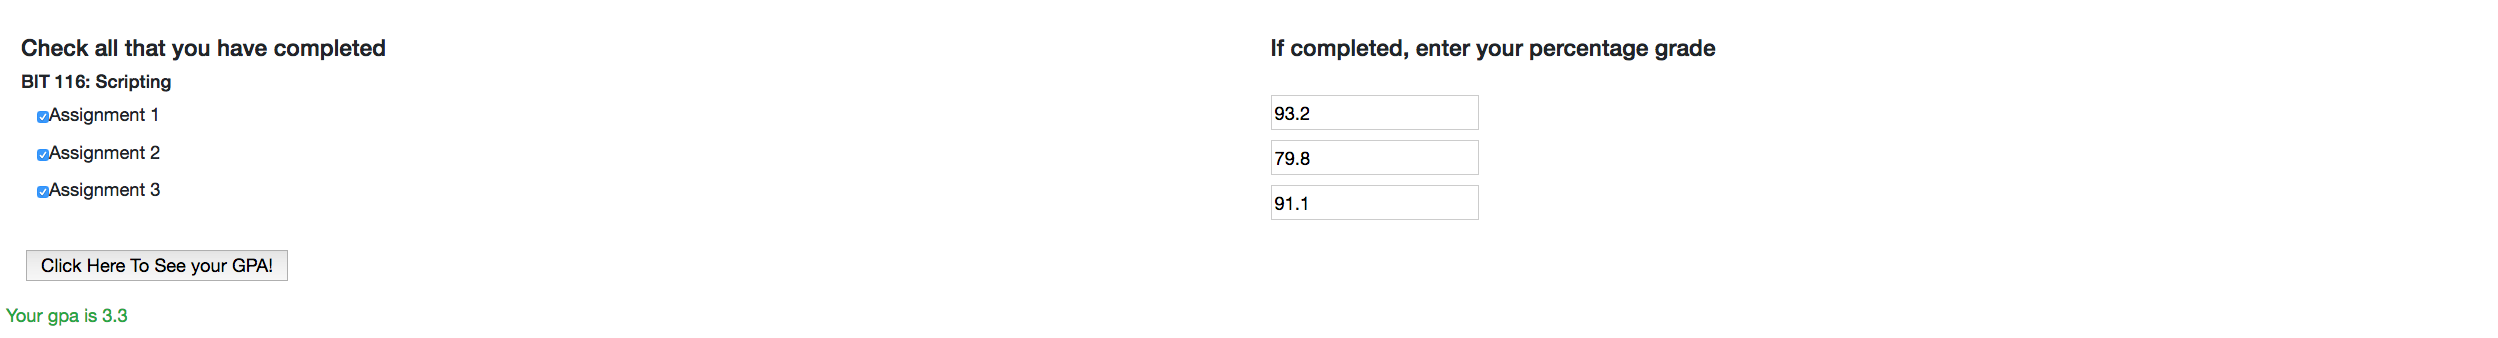 Check all that you have completed
If completed, enter your percentage grade
BIT 116: Scripting
Assignment 1
93.2
Assignment 2
79.8
Assignment 3
91.1
Click Here To See your GPA!
Your gpa is 3.3